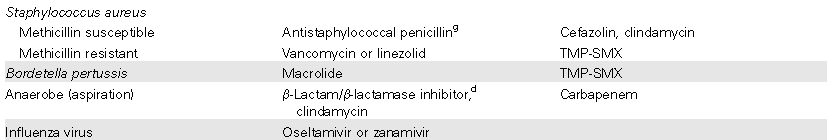 Staphylococcus aureus
Methicillin susceptible Antistaphylococcal penicillin^g Cefazolin, clindamycin
Methicillin resistant Vancomycin or linezolid TMP-SMX
Bordetella pertussis Macrolide TMP-SMX
Anaerobe (aspiration) β-Lactam/β-lactamase inhibitor,^d Carbapenem
clindamycin
Influenza virus Oseltamivir or zanamivir